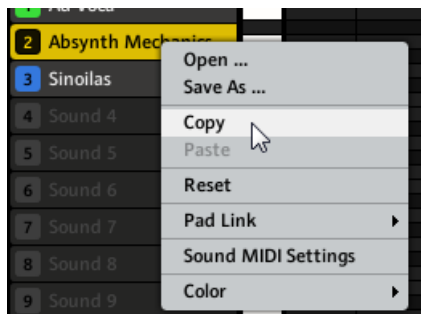 2 Absynth Mechanics
3 Sinoilas
4 Sound 4
5 Sound 5
6 Sound 6
7 Sound 7
8 Sound 8
9 Sound 9
Open ...
Save As ...
Copy
Paste
Reset
Pad Link
Sound MIDI Settings
Color